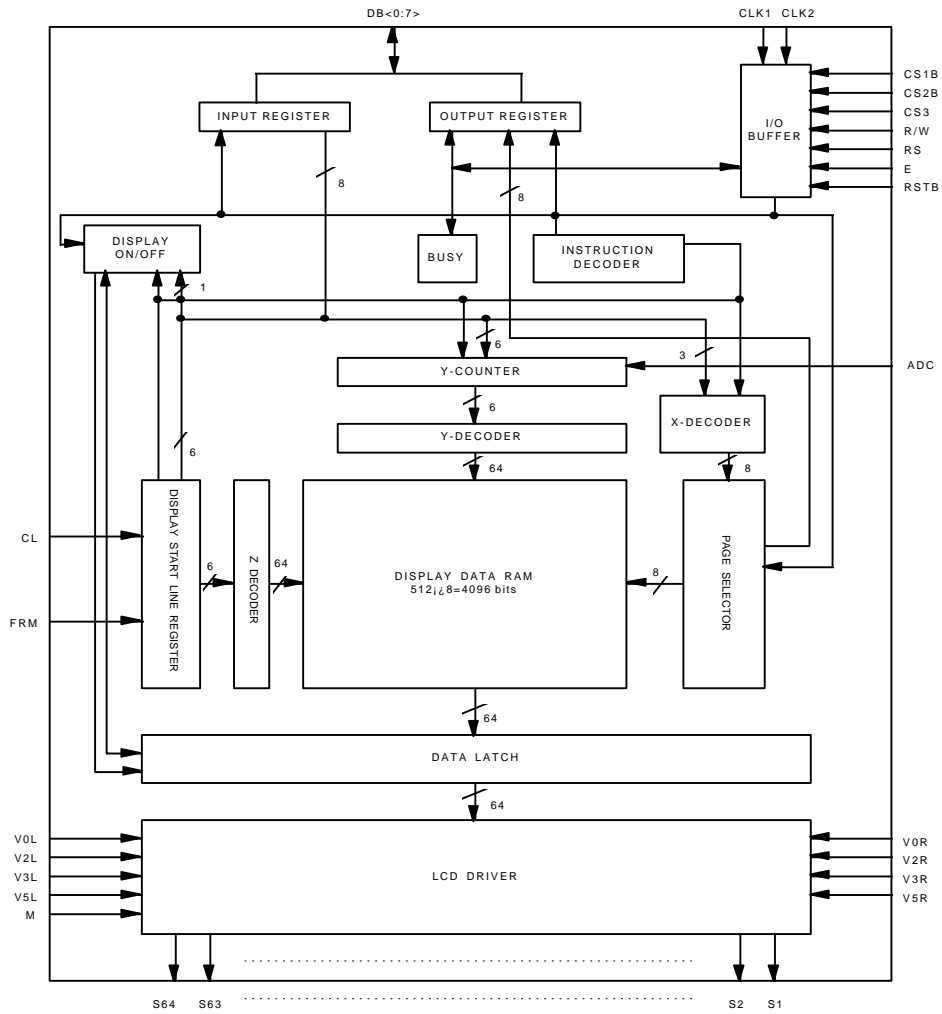 DB<0:7>
CLK1 CLK2
CS1B
CS2B
CS3
R/W
RS
E
RSTB
INPUT REGISTER
OUTPUT REGISTER
I/O
BUFFER
8
8
DISPLAY
ON/OFF
BUSY
INSTRUCTION
DECODER
1
6
3
Y-COUNTER
ADC
6
X-DECODER
Y-DECODER
6
64
8
CL
FRM
DISPLAY START LINE REGISTER
6
Z DECODER
64
DISPLAY DATA RAM
512¡¿8=4096 bits
8
PAGE SELECTOR
64
DATA LATCH
64
V0L
V2L
V3L
V5L
M
LCD DRIVER
V0R
V2R
V3R
V5R
S64 S63
S2 S1